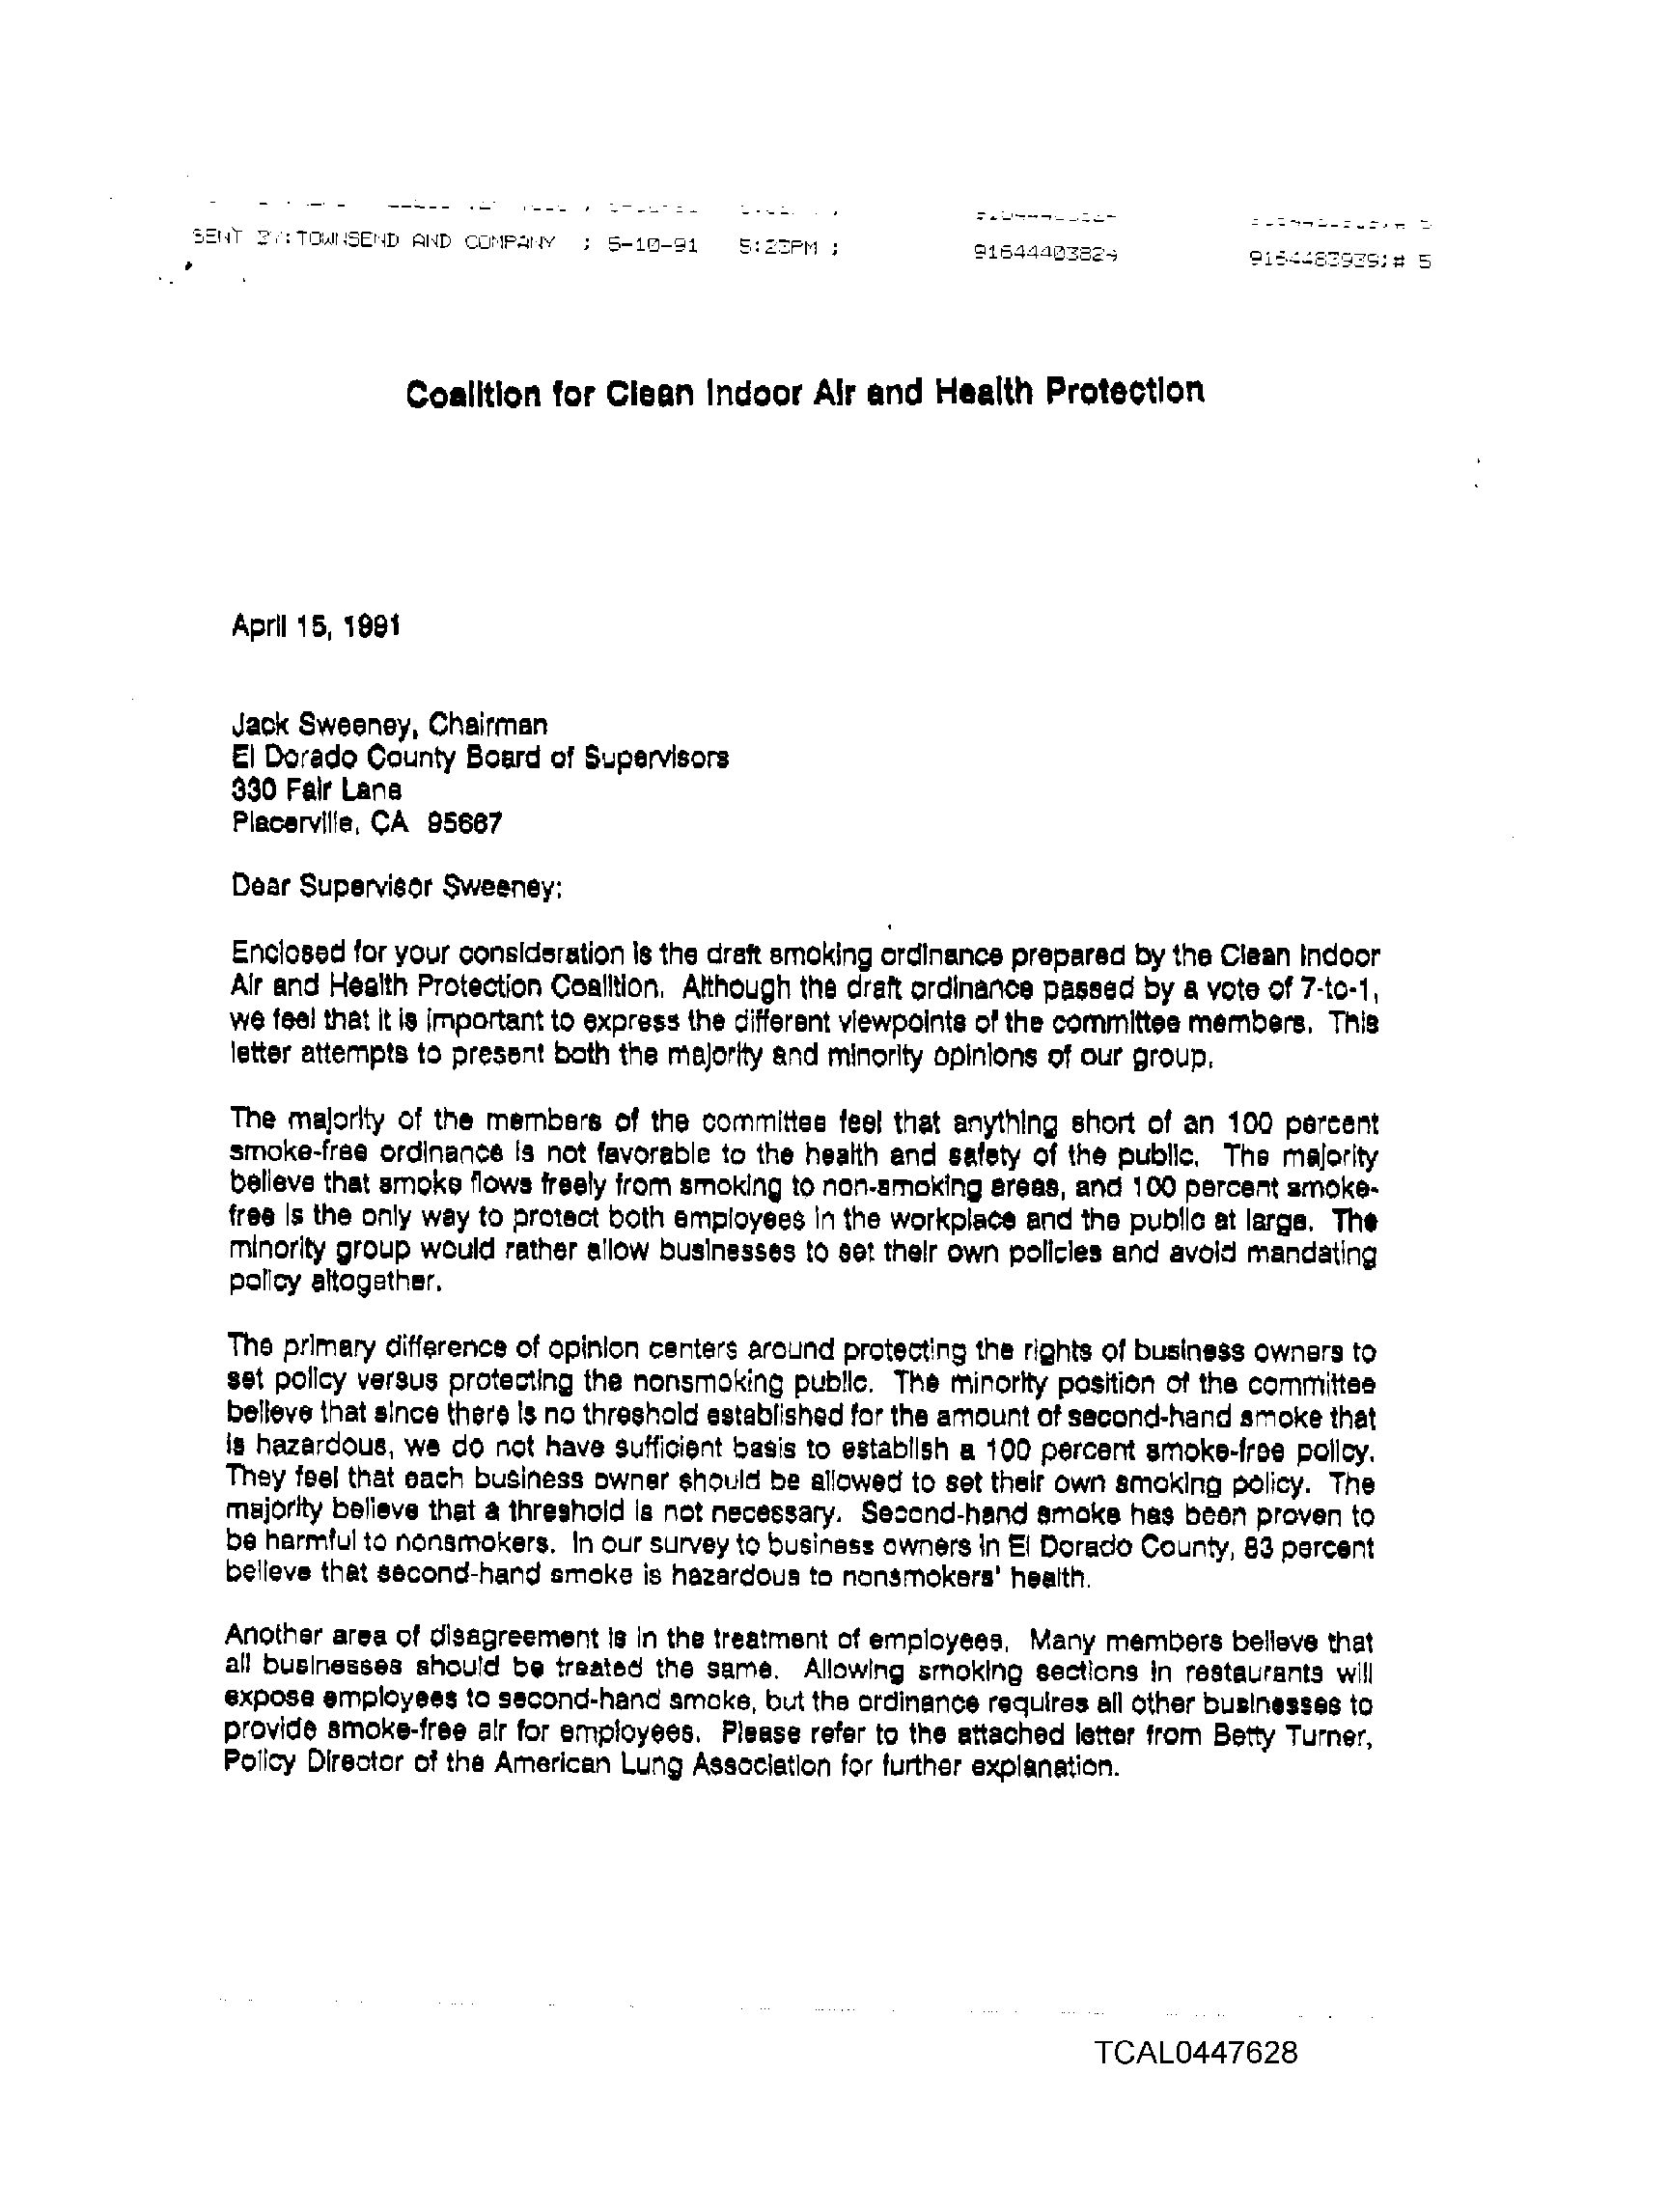 SENT BY: TOWNSEND AND COMPANY ; 5-10-91 5:23PM ; 9164440382→ 9164483939;# 5
Coalition for Clean Indoor Air and Health Protection
April 15, 1991
Jack Sweeney, Chairman
El Dorado County Board of Supervisors
330 Fair Lane
Placerville, CA 95667
Dear Supervisor Sweeney:
Enclosed for your consideration is the draft smoking ordinance prepared by the Clean Indoor
Air and Health Protection Coalition. Although the draft ordinance passed by a vote of 7-to-1,
we feel that it is important to express the different viewpoints of the committee members. This
letter attempts to present both the majority and minority opinions of our group.
The majority of the members of the committee feel that anything short of an 100 percent
smoke-free ordinance is not favorable to the health and safety of the public. The majority
believe that smoke flows freely from smoking to non-smoking areas, and 100 percent smoke-
free is the only way to protect both employees in the workplace and the public at large. The
minority group would rather allow businesses to set their own policies and avoid mandating
policy altogether.
The primary difference of opinion centers around protecting the rights of business owners to
set policy versus protecting the nonsmoking public. The minority position of the committee
believe that since there is no threshold established for the amount of second-hand smoke that
is hazardous, we do not have sufficient basis to establish a 100 percent smoke-free policy.
They feel that each business owner should be allowed to set their own smoking policy. The
majority believe that a threshold is not necessary. Second-hand smoke has been proven to
be harmful to nonsmokers. In our survey to business owners in El Dorado County, 83 percent
believe that second-hand smoke is hazardous to nonsmokers' health.
Another area of disagreement is in the treatment of employees. Many members believe that
all businesses should be treated the same. Allowing smoking sections in restaurants will
expose employees to second-hand smoke, but the ordinance requires all other businesses to
provide smoke-free air for employees. Please refer to the attached letter from Betty Turner,
Policy Director of the American Lung Association for further explanation.
TCAL0447628